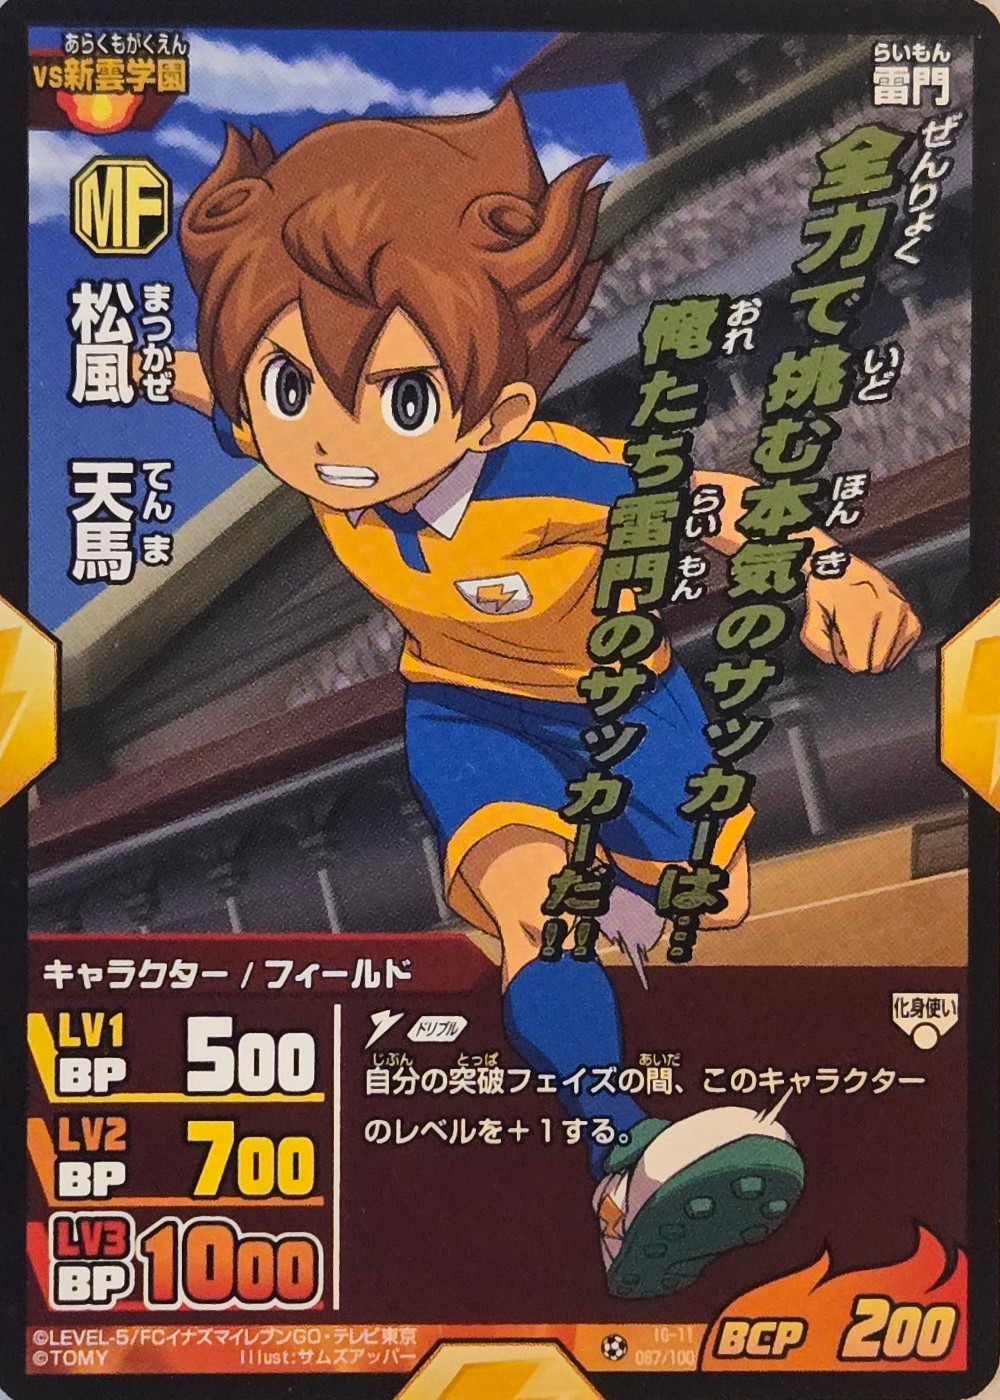 あらくもがくえん
VS新雲学園
らいもん
雷門
MF
まつかぜ
松風
てんま
天馬
ぜんりょく いど ほんき
全力で挑む本気のサッカーは…
おれ らいもん
俺たち雷門のサッカーだ!!
キャラクター / フィールド
化身使い
LV1
BP 500
LV2
BP 700
LV3
BP 1000
ドリブル
じぶん とっぱ あいだ
自分の突破フェイズの間、このキャラクター
のレベルを+1する。
©LEVEL-5/FCイナズマイレブンGO・テレビ東京
©TOMY
Illust:サムズアッパー
IG-11
087/100
BCP 200